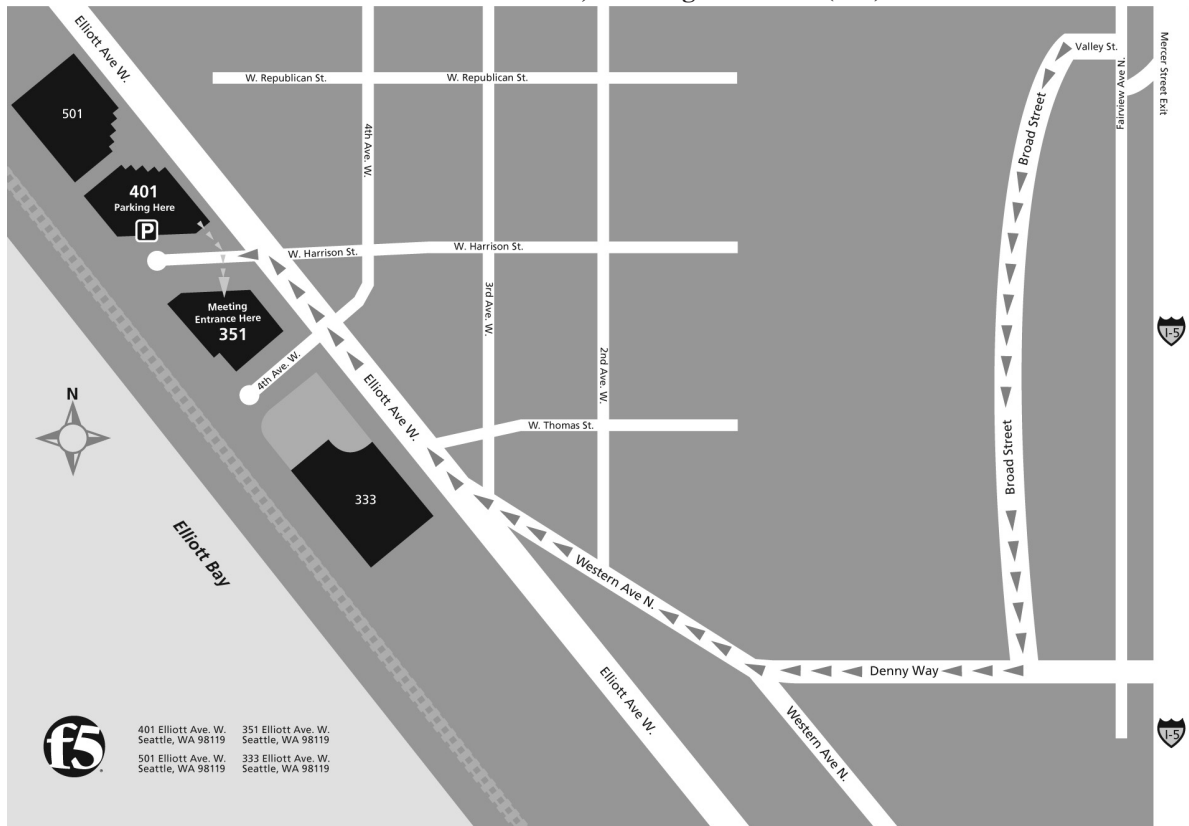 Elliott Ave W.
Valley St.
Mercer Street Exit
Fairview Ave N.
W. Republican St.
W. Republican St.
501
Broad Street
4th Ave. W.
401
Parking Here
P
W. Harrison St.
W. Harrison St.
3rd Ave. W.
Meeting
Entrance Here
351
I-5
2nd Ave. W.
4th Ave. W.
Elliott Ave W.
N
W. Thomas St.
Broad Street
333
Elliott Bay
Western Ave N.
Denny Way
Elliott Ave W.
Western Ave N.
I-5
f5
401 Elliott Ave. W.
Seattle, WA 98119
351 Elliott Ave. W.
Seattle, WA 98119
501 Elliott Ave. W.
Seattle, WA 98119
333 Elliott Ave. W.
Seattle, WA 98119